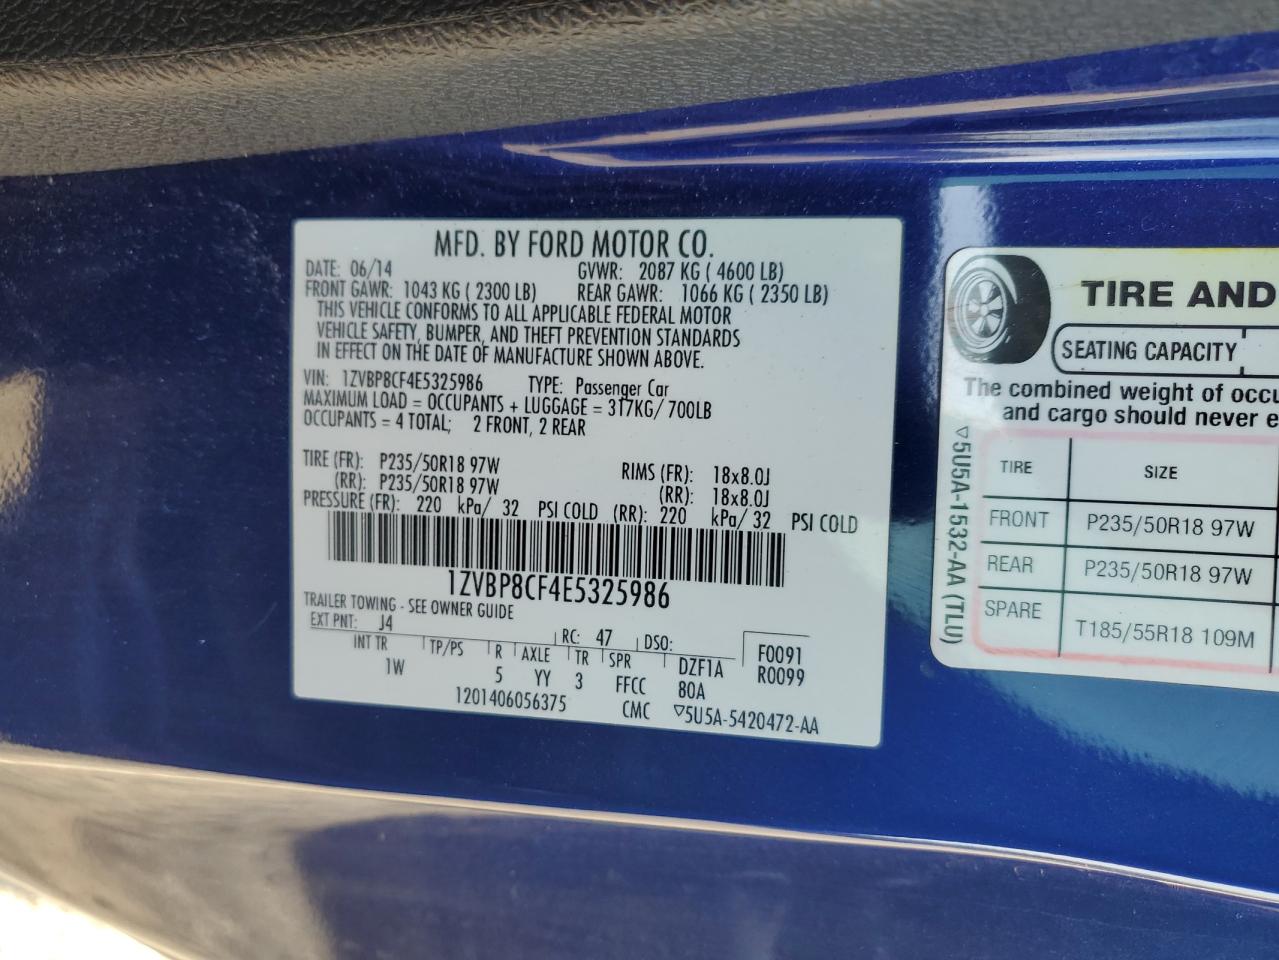 MFD. BY FORD MOTOR CO.
DATE: 06/14 GVWR: 2087 KG ( 4600 LB)
FRONT GAWR: 1043 KG ( 2300 LB) REAR GAWR: 1066 KG ( 2350 LB)
THIS VEHICLE CONFORMS TO ALL APPLICABLE FEDERAL MOTOR
VEHICLE SAFETY, BUMPER, AND THEFT PREVENTION STANDARDS
IN EFFECT ON THE DATE OF MANUFACTURE SHOWN ABOVE.
VIN: 1ZVBP8CF4E5325986 TYPE: Passenger Car
MAXIMUM LOAD = OCCUPANTS + LUGGAGE = 317KG/ 700LB
OCCUPANTS = 4 TOTAL; 2 FRONT, 2 REAR
TIRE (FR): P235/50R18 97W RIMS (FR): 18x8.0J
(RR): P235/50R18 97W (RR): 18x8.0J
PRESSURE (FR): 220 kPa/ 32 PSI COLD (RR): 220 kPa/ 32 PSI COLD
1ZVBP8CF4E5325986
TRAILER TOWING - SEE OWNER GUIDE
EXT PNT: J4 RC: 47 DSO: F0091
INT TR TP/PS R AXLE TR SPR DZF1A R0099
1W 5 YY 3 FFCC 80A
1201406056375 CMC ▽5U5A-5420472-AA
TIRE AND
SEATING CAPACITY
The combined weight of occu
and cargo should never e
TIRE SIZE
FRONT P235/50R18 97W
REAR P235/50R18 97W
SPARE T185/55R18 109M
▽5U5A-1532-AA (TLU)